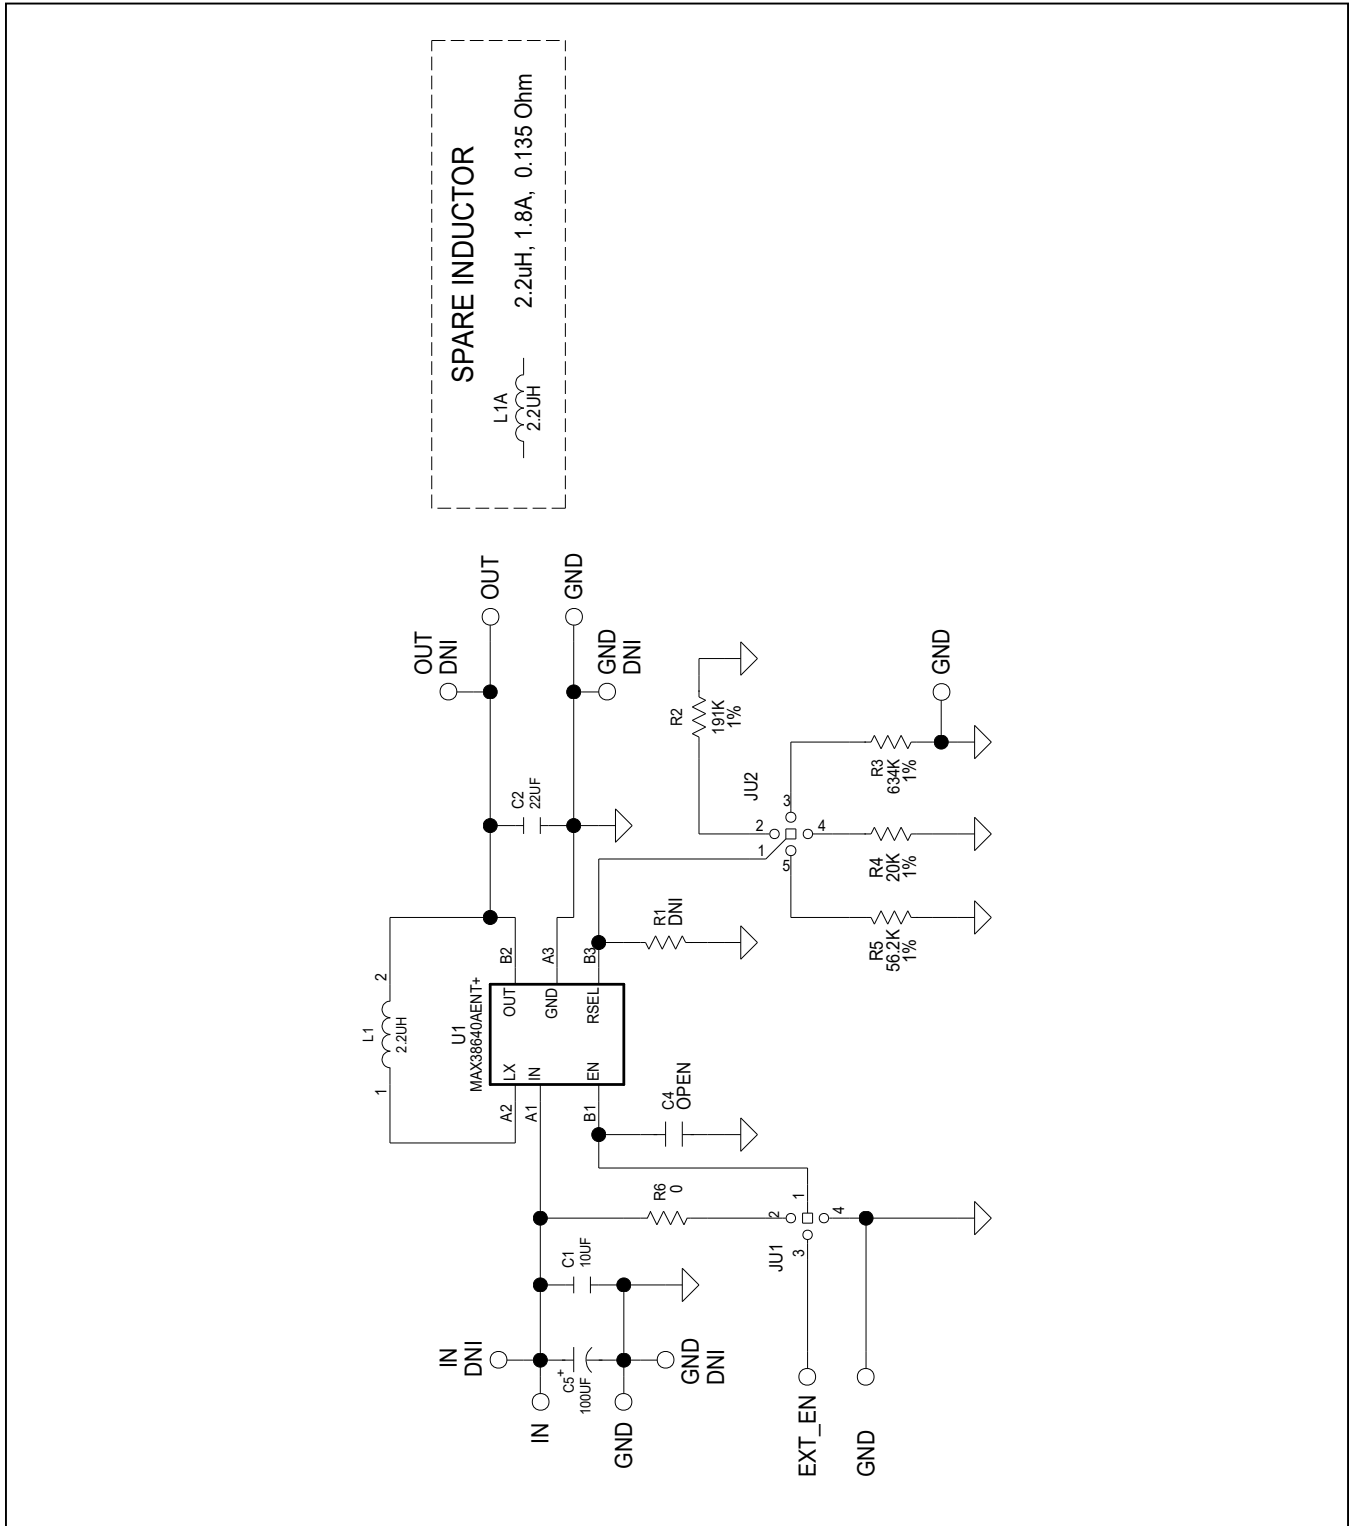 SPARE INDUCTOR
L1A
2.2UH
2.2uH, 1.8A, 0.135 Ohm
L1
2.2UH
1
2
U1
MAX38640AENT+
A2
LX
A1
IN
B1
EN
OUT
B2
GND
A3
RSEL
B3
IN
DNI
IN
C5
+
100UF
GND
GND
DNI
C1
10UF
R6
0
C4
OPEN
JU1
1
2
3
4
EXT_EN
GND
OUT
DNI
OUT
C2
22UF
GND
GND
DNI
R1
DNI
JU2
1
2
3
4
5
R2
191K
1%
R3
634K
1%
GND
R4
20K
1%
R5
56.2K
1%